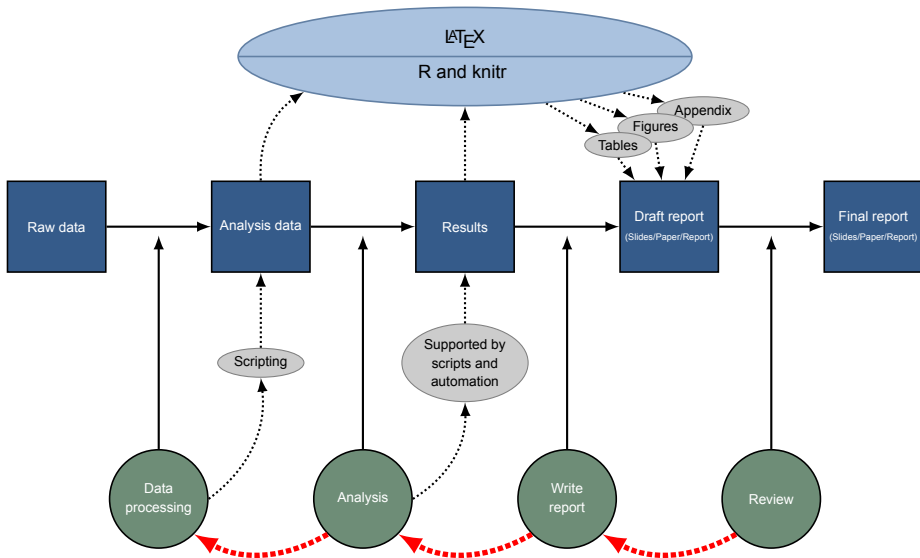 LATEX
R and knitr
Appendix
Figures
Tables
Raw data
Analysis data
Results
Draft report
(Slides/Paper/Report)
Final report
(Slides/Paper/Report)
Scripting
Supported by
scripts and
automation
Data
processing
Analysis
Write
report
Review